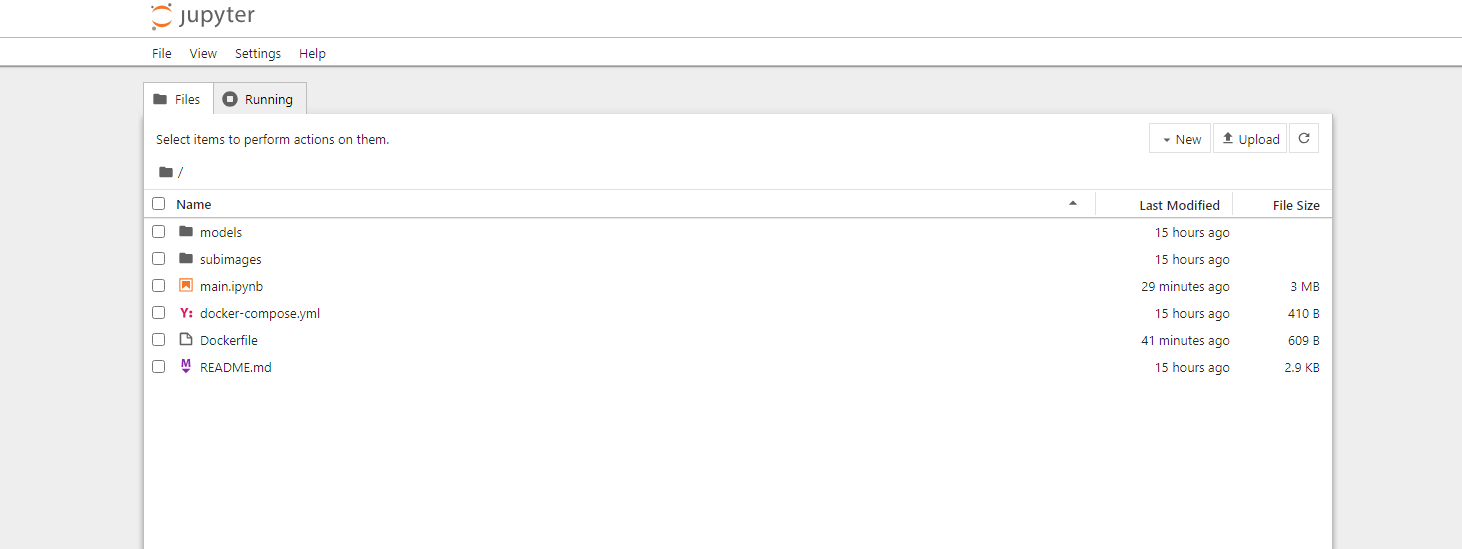 jupyter
File View Settings Help
Files Running
Select items to perform actions on them.
New Upload
/
Name Last Modified File Size
models 15 hours ago
subimages 15 hours ago
main.ipynb 29 minutes ago 3 MB
Y: docker-compose.yml 15 hours ago 410 B
Dockerfile 41 minutes ago 609 B
M README.md 15 hours ago 2.9 KB